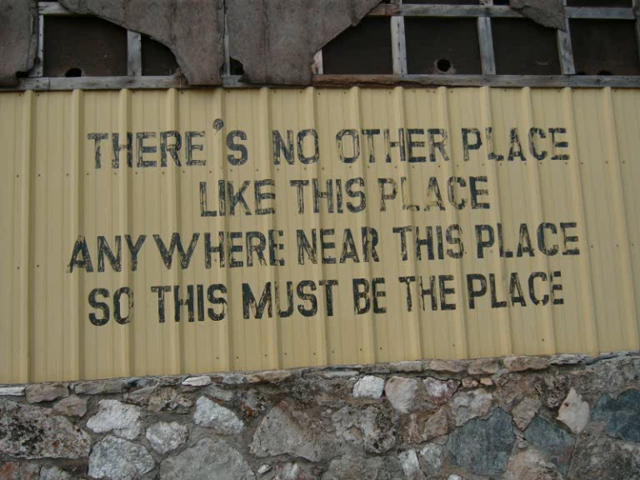 THERE'S NO OTHER PLACE
LIKE THIS PLACE
ANYWHERE NEAR THIS PLACE
SO THIS MUST BE THE PLACE